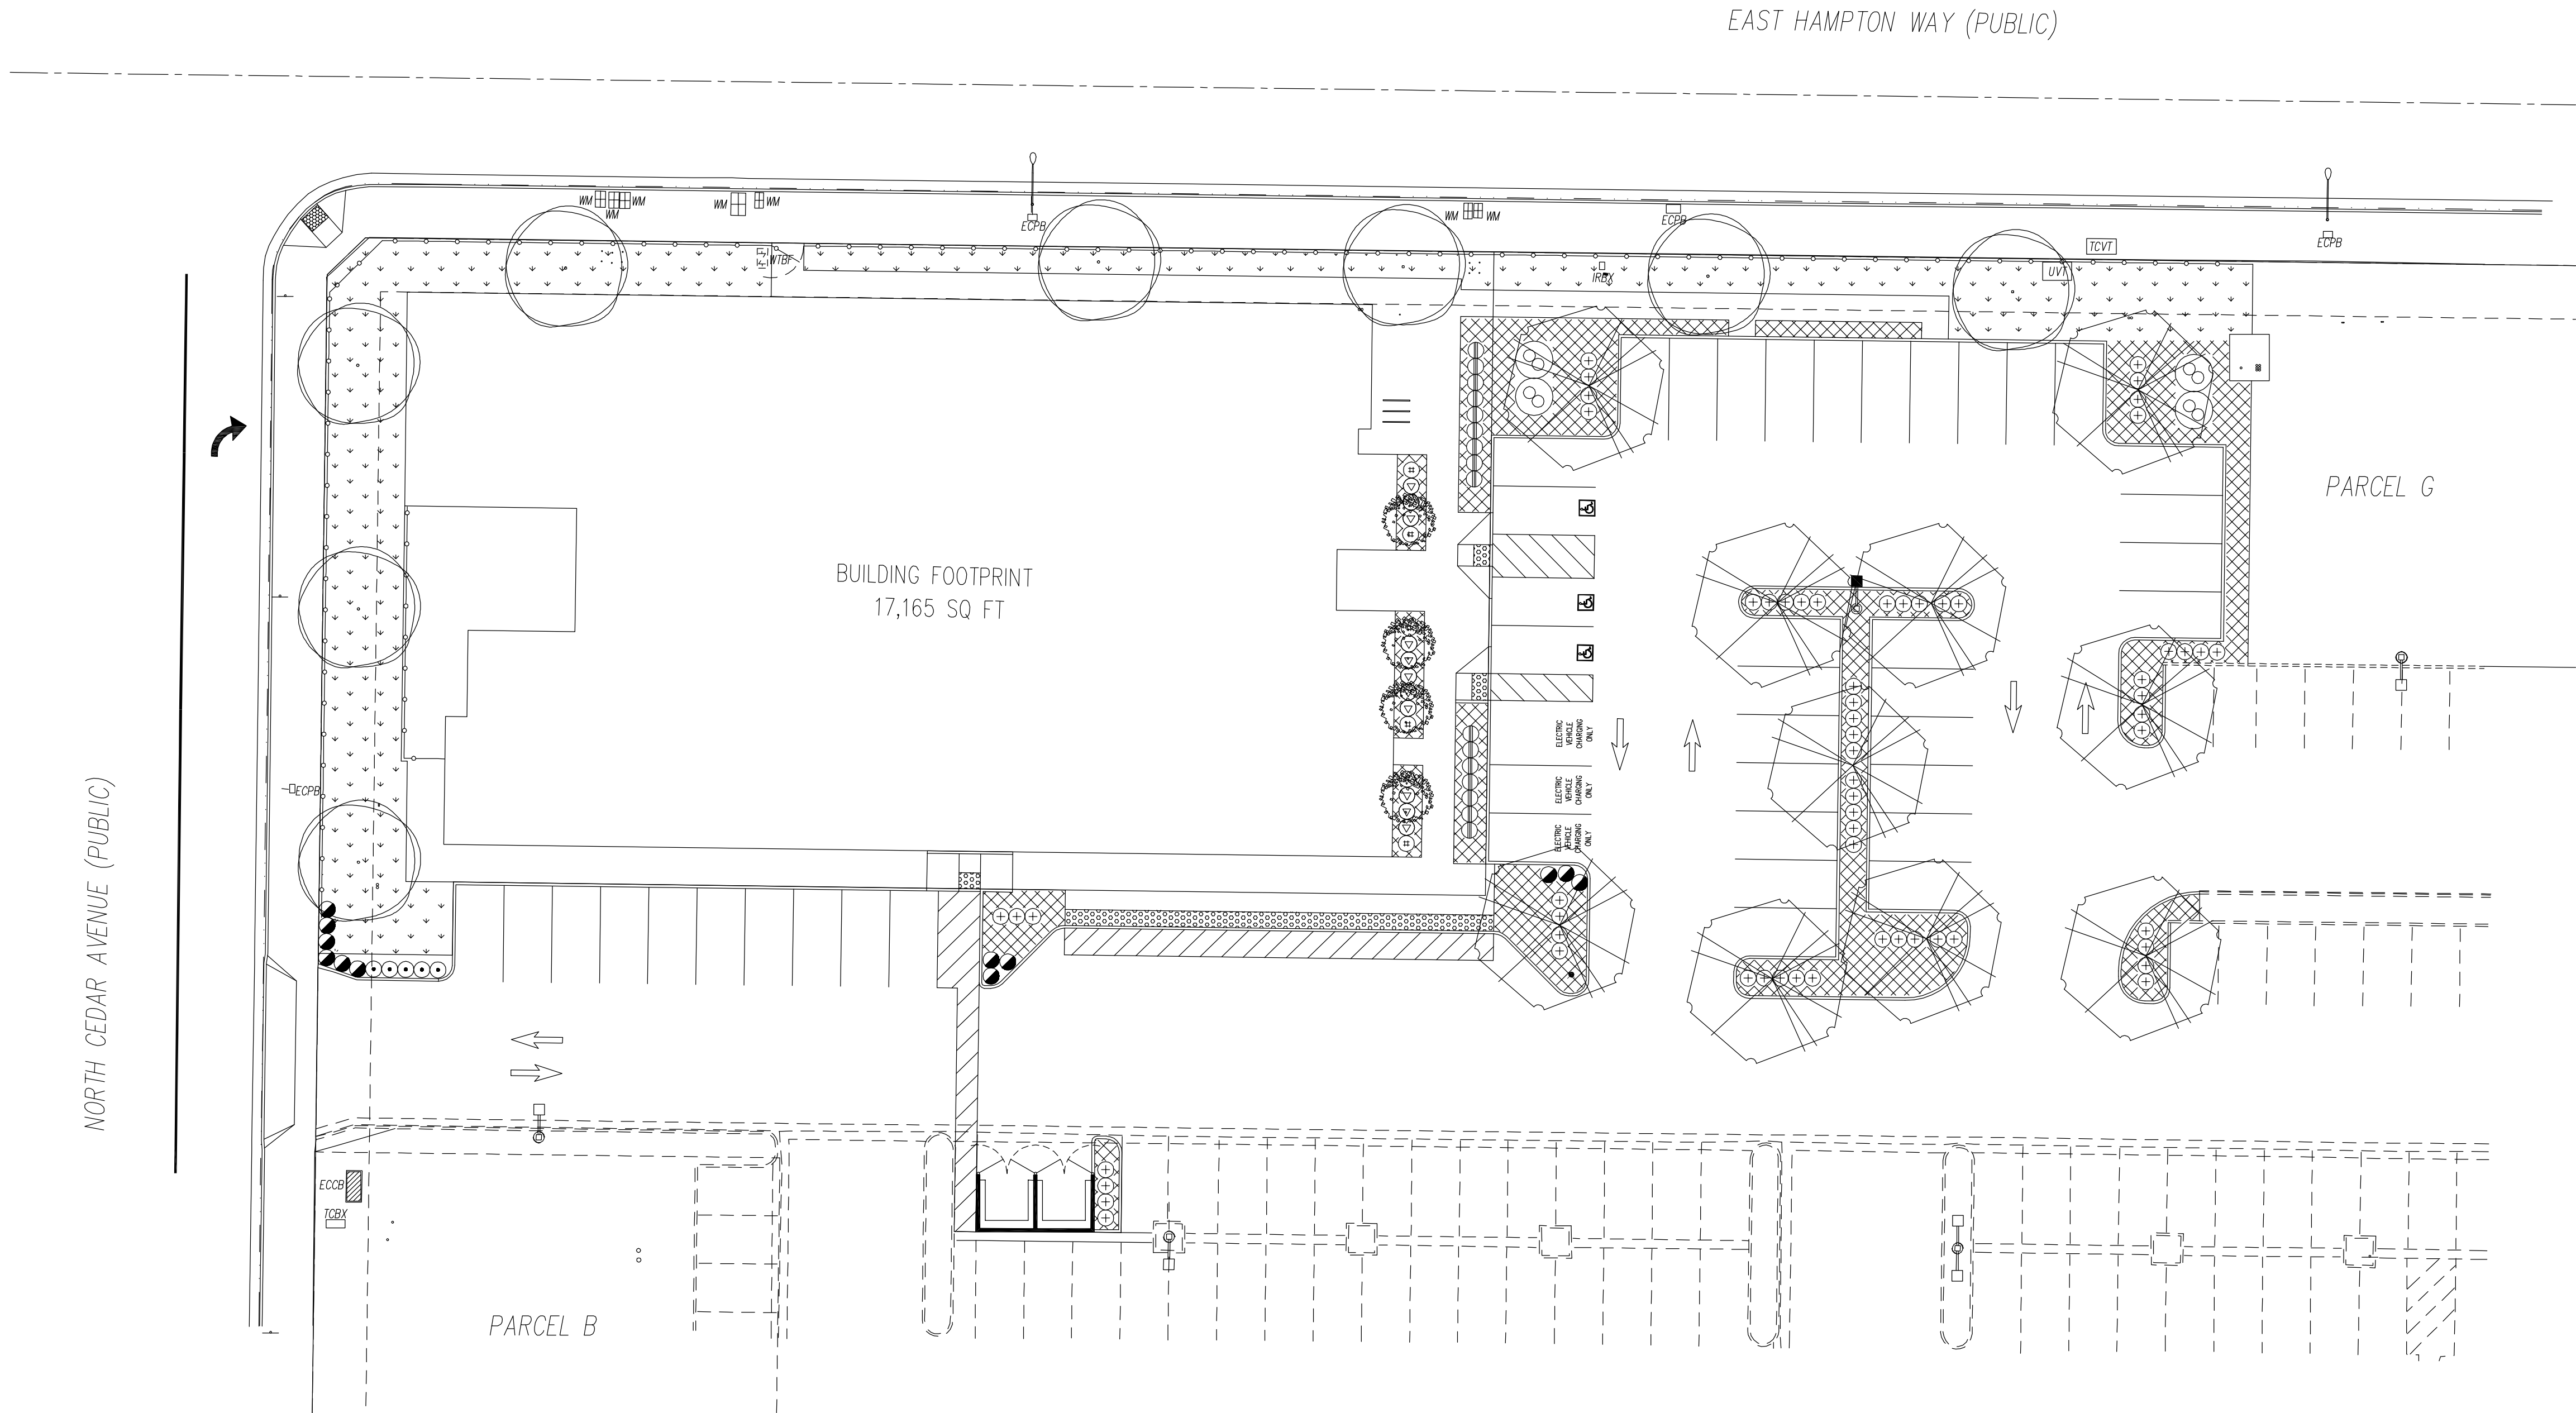 EAST HAMPTON WAY (PUBLIC)
WM
WM
WM
WM
WM
ECPB
WM
WM
ECPB
TCVT
ECPB
WTBF
IRBX
UVT
PARCEL G
BUILDING FOOTPRINT
17,165 SQ FT
ELECTRIC
VEHICLE
CHARGING
ONLY
ELECTRIC
VEHICLE
CHARGING
ONLY
ELECTRIC
VEHICLE
CHARGING
ONLY
ECPB
NORTH CEDAR AVENUE (PUBLIC)
ECCB
TCBX
PARCEL B